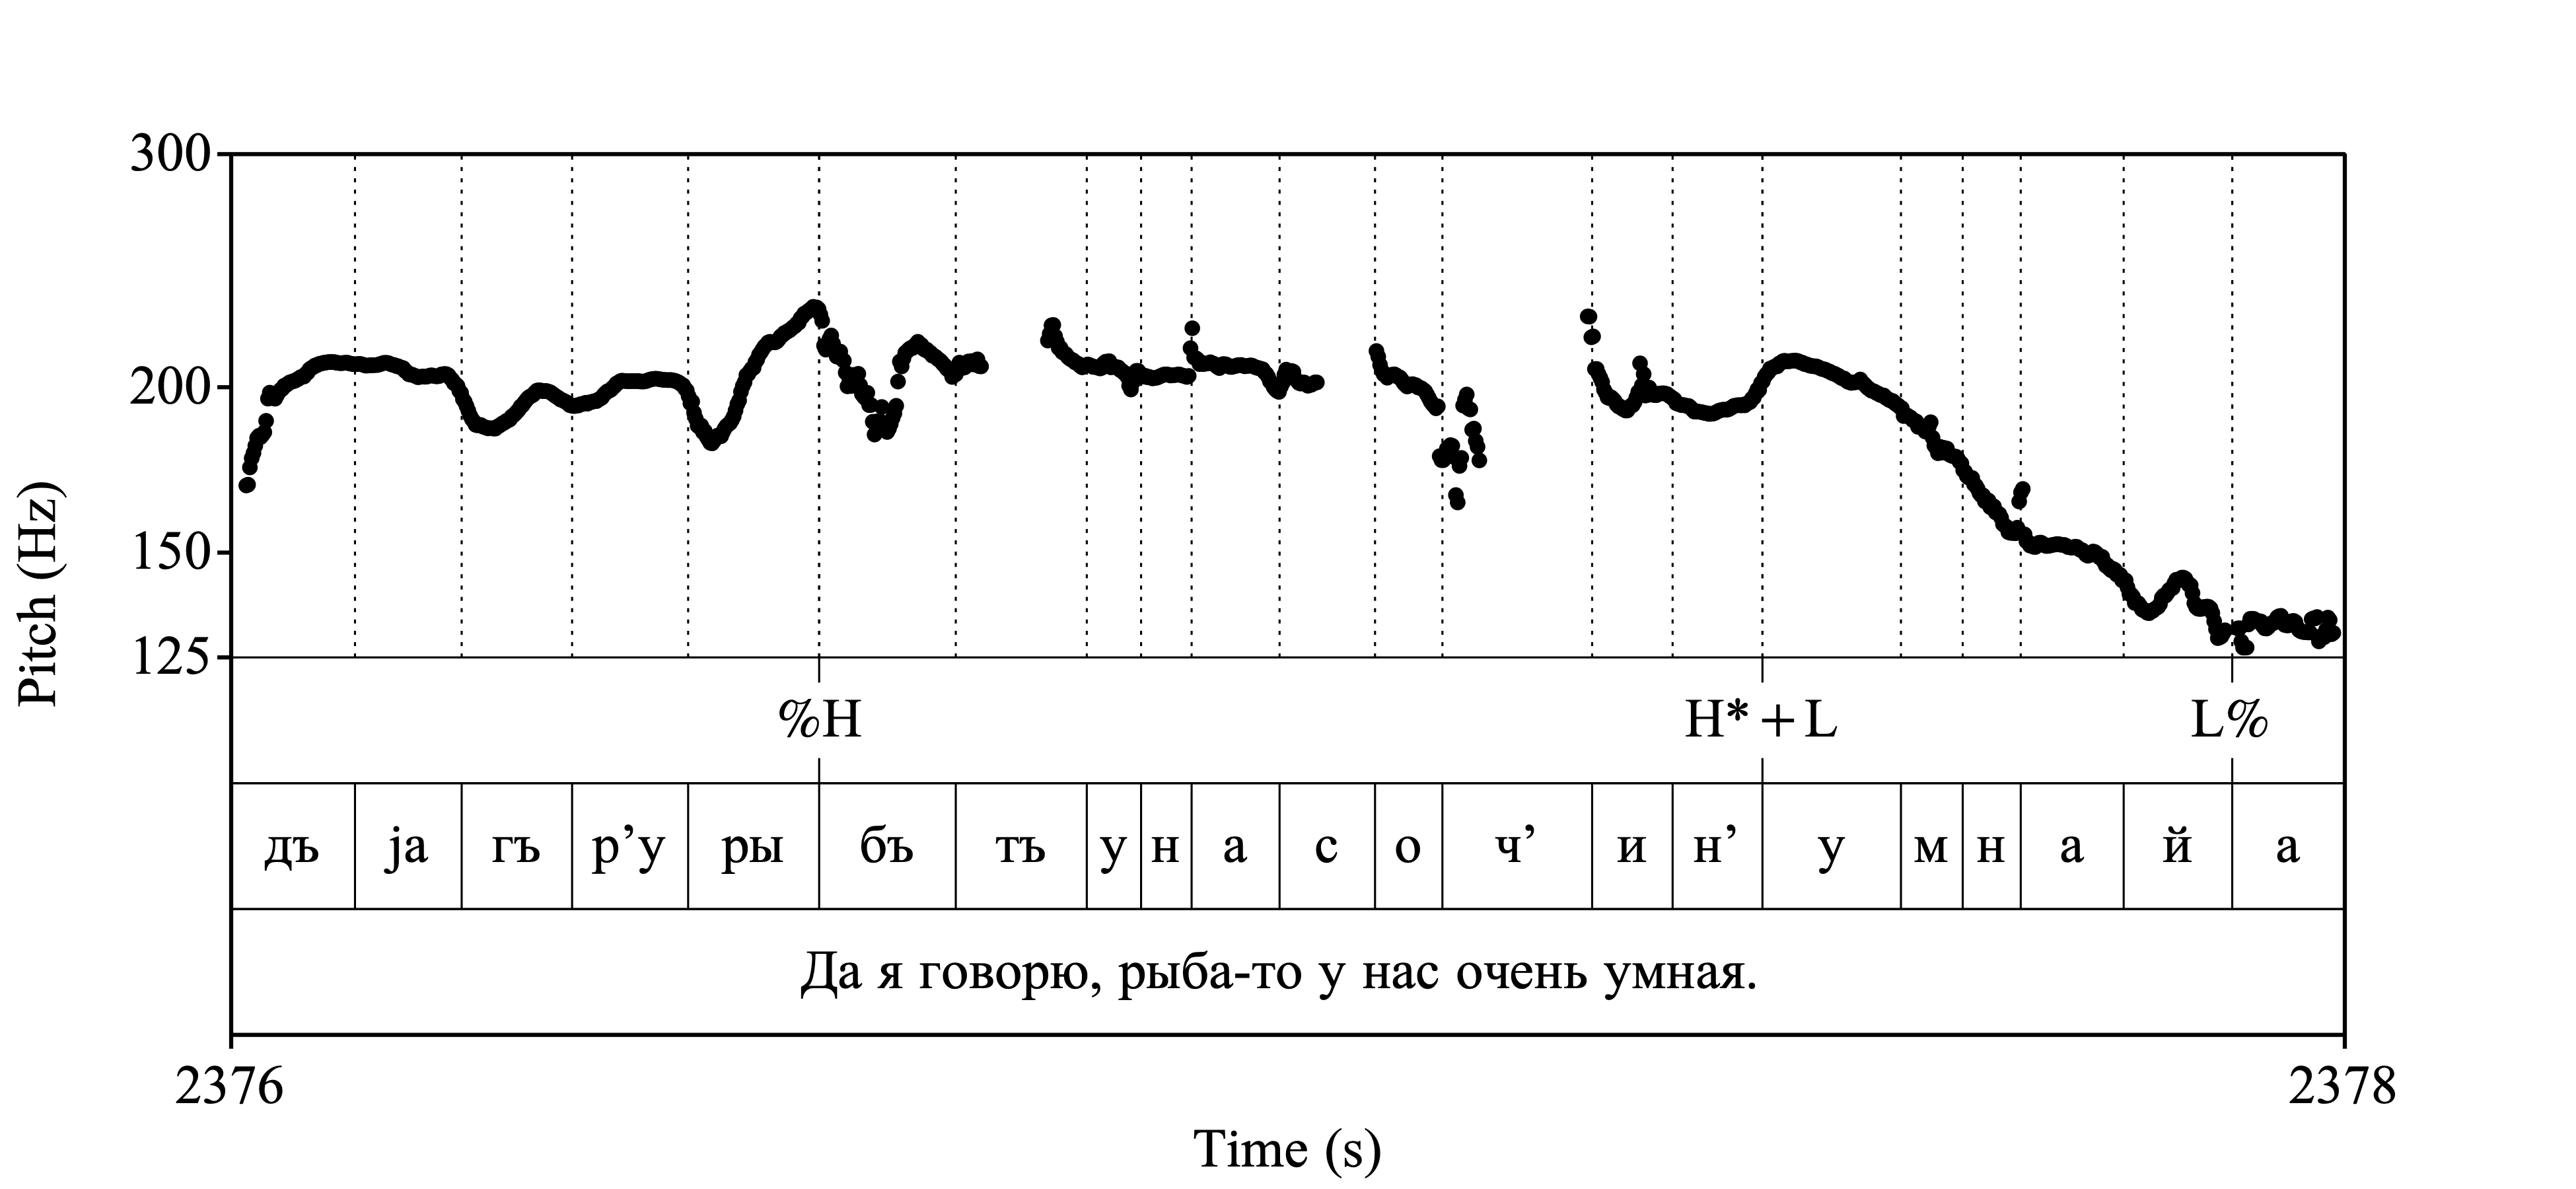 300
200
150
125
Pitch (Hz)
%H H*+L L%
дъ ја гъ р’у ры бъ тъ у н а с о ч’ и н’ у м н а й а
Да я говорю, рыба-то у нас очень умная.
2376 2378
Time (s)